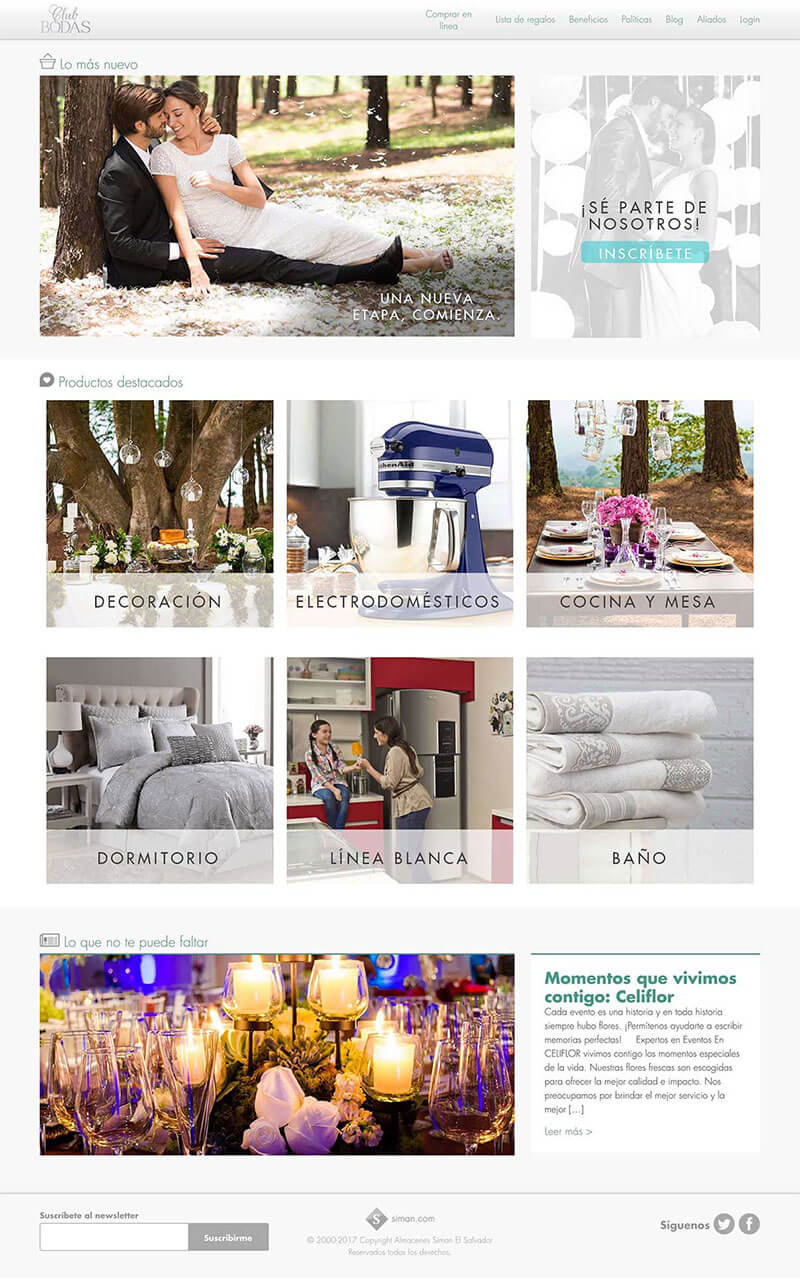 Club
BODAS
Comprar en
línea
Lista de regalos
Beneficios
Políticas
Blog
Aliados
Login
Lo más nuevo
UNA NUEVA
ETAPA, COMIENZA.
¡SÉ PARTE DE
NOSOTROS!
INSCRÍBETE
Productos destacados
KitchenAid
DECORACIÓN
ELECTRODOMÉSTICOS
COCINA Y MESA
DORMITORIO
LÍNEA BLANCA
BAÑO
Lo que no te puede faltar
Momentos que vivimos
contigo: Celiflor
Cada evento es una historia y en toda historia
siempre hubo flores. ¡Permítenos ayudarte a escribir
memorias perfectas! Expertos en Eventos En
CELIFLOR vivimos contigo los momentos especiales
de la vida. Nuestras flores frescas son escogidas
para ofrecer la mejor calidad e impacto. Nos
preocupamos por brindar el mejor servicio y la
mejor [...]
Leer más >
Suscríbete al newsletter
Suscribirme
S siman.com
© 2000-2017 Copyright Almacenes Siman El Salvador
Reservados todos los derechos.
Síguenos